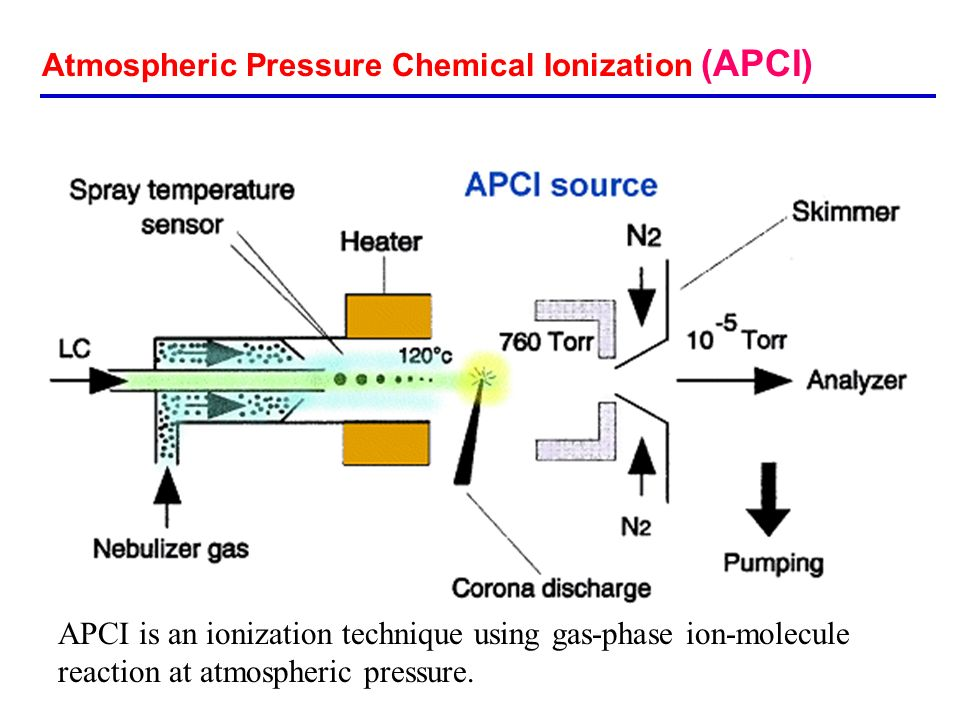 Atmospheric Pressure Chemical Ionization (APCI)
Spray temperature
sensor
APCI source
Heater
N2
Skimmer
LC
120°c
760 Torr
10-5 Torr
Analyzer
Nebulizer gas
N2
Corona discharge
Pumping
APCI is an ionization technique using gas-phase ion-molecule
reaction at atmospheric pressure.